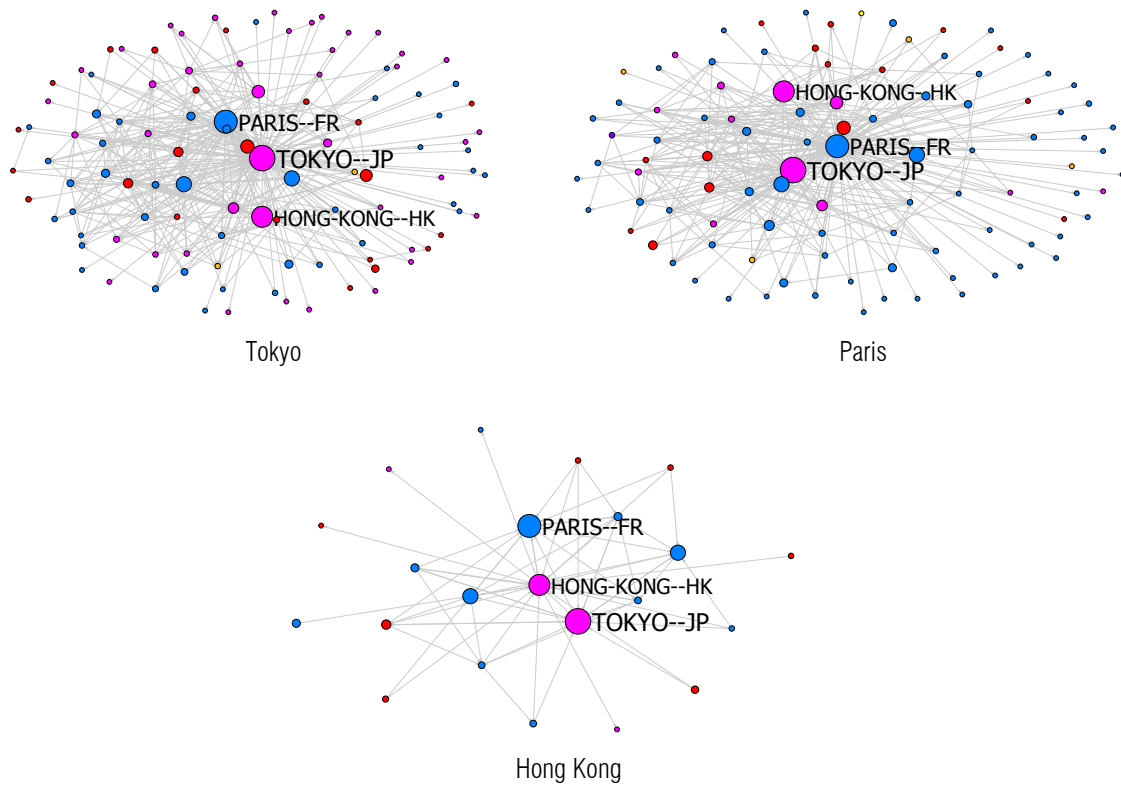 PARIS--FR
TOKYO--JP
HONG-KONG--HK
Tokyo
HONG-KONG--HK
PARIS--FR
TOKYO--JP
Paris
PARIS--FR
HONG-KONG--HK
TOKYO--JP
Hong Kong